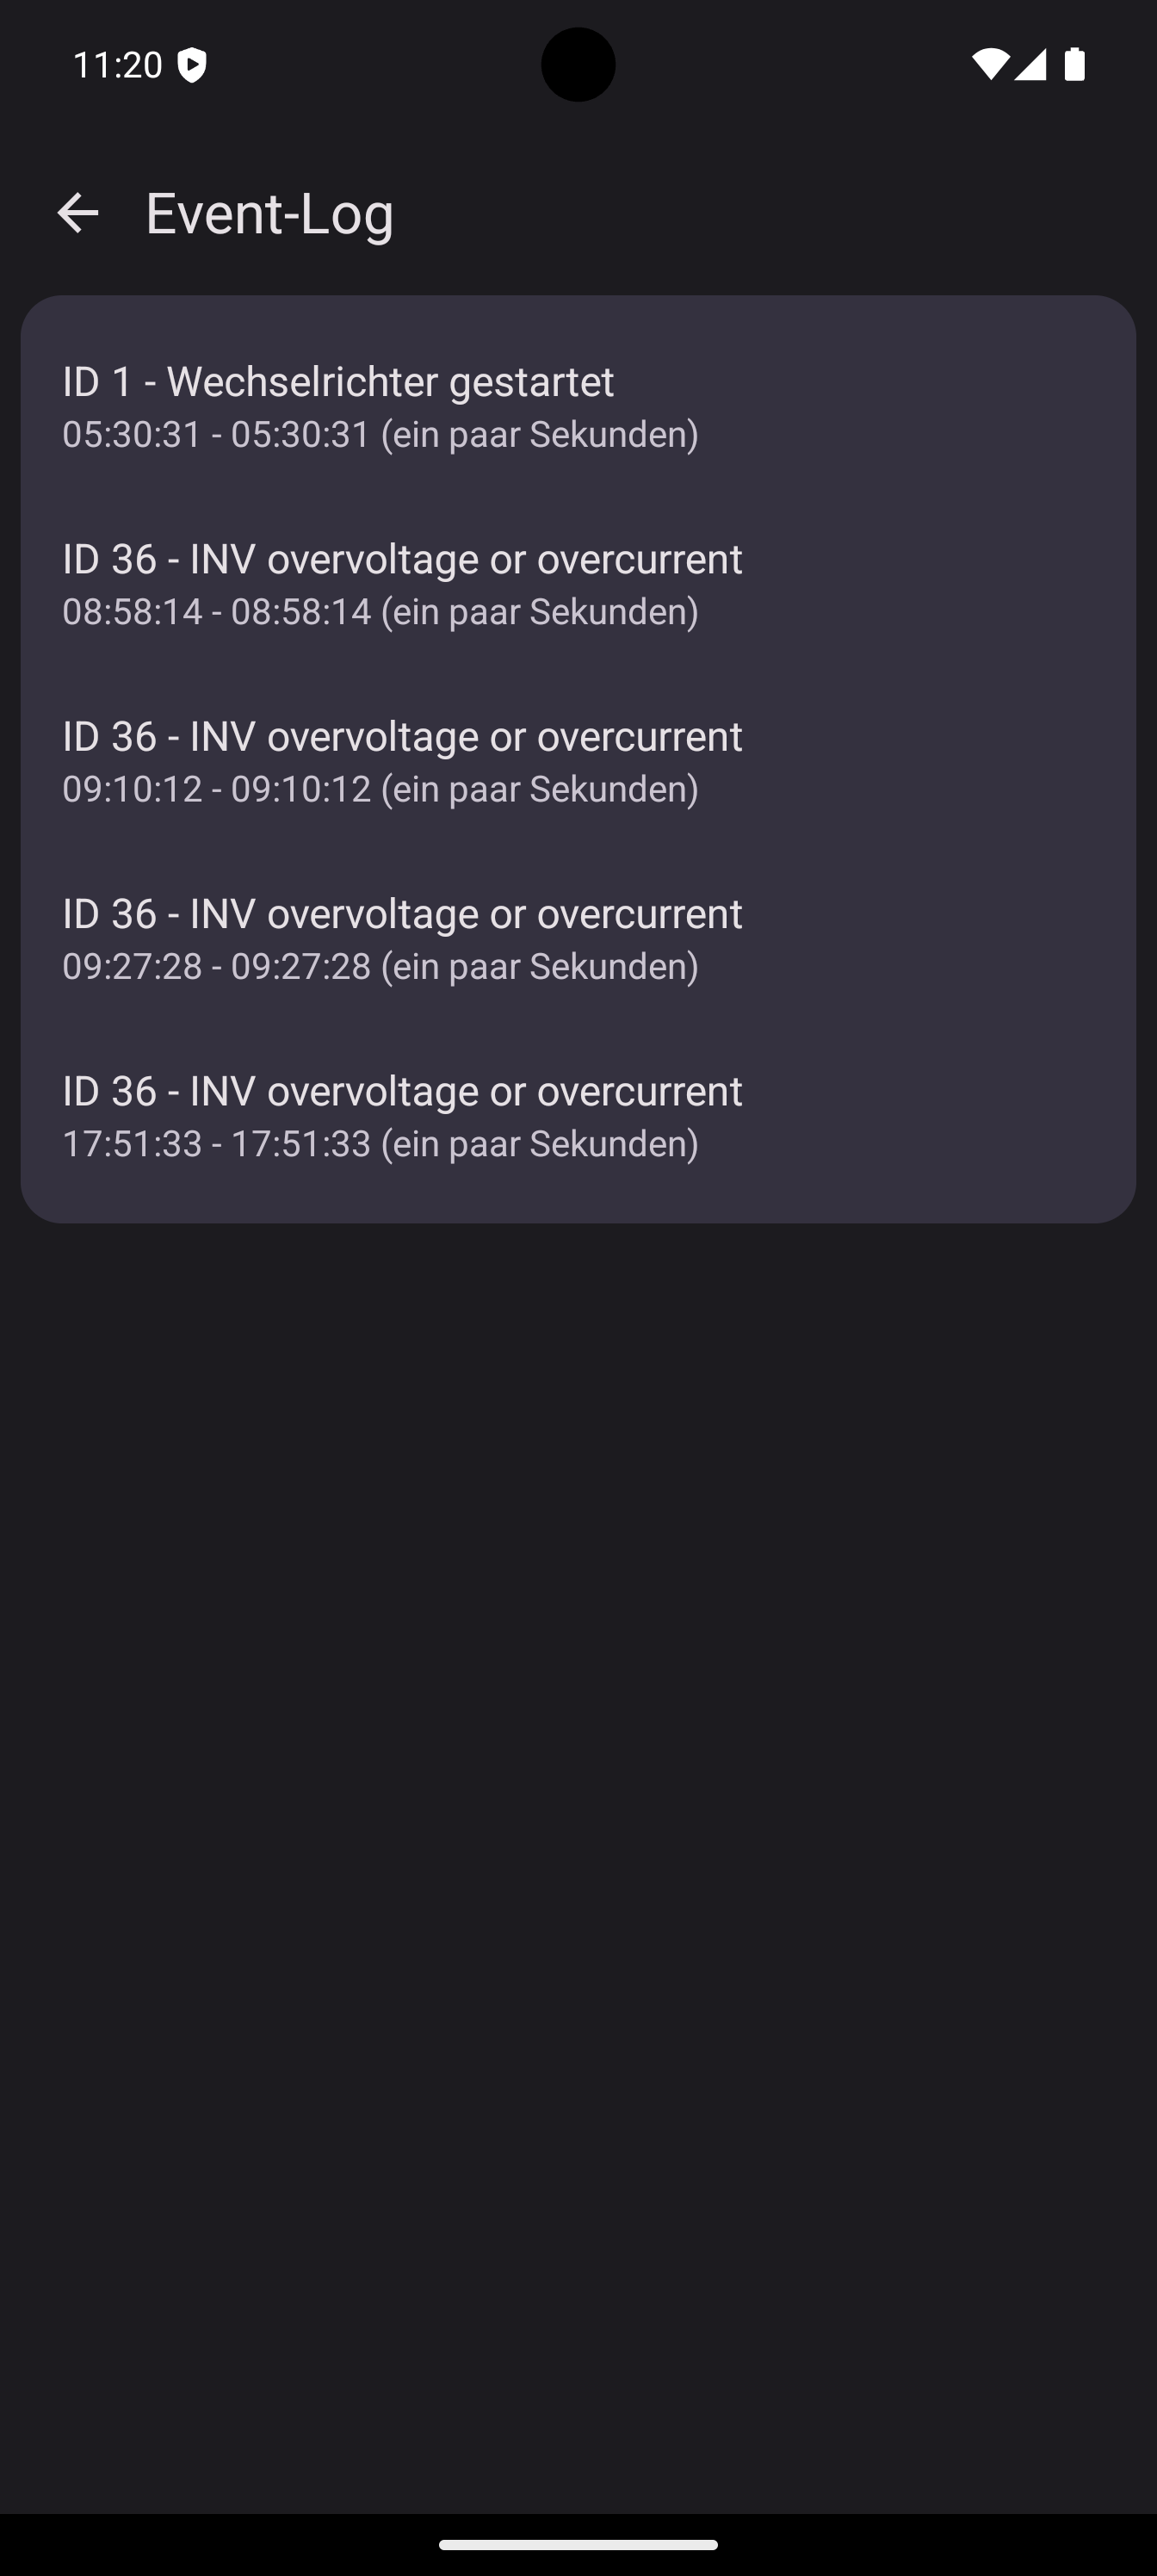 11:20
Event-Log
ID 1 - Wechselrichter gestartet
05:30:31 - 05:30:31 (ein paar Sekunden)
ID 36 - INV overvoltage or overcurrent
08:58:14 - 08:58:14 (ein paar Sekunden)
ID 36 - INV overvoltage or overcurrent
09:10:12 - 09:10:12 (ein paar Sekunden)
ID 36 - INV overvoltage or overcurrent
09:27:28 - 09:27:28 (ein paar Sekunden)
ID 36 - INV overvoltage or overcurrent
17:51:33 - 17:51:33 (ein paar Sekunden)